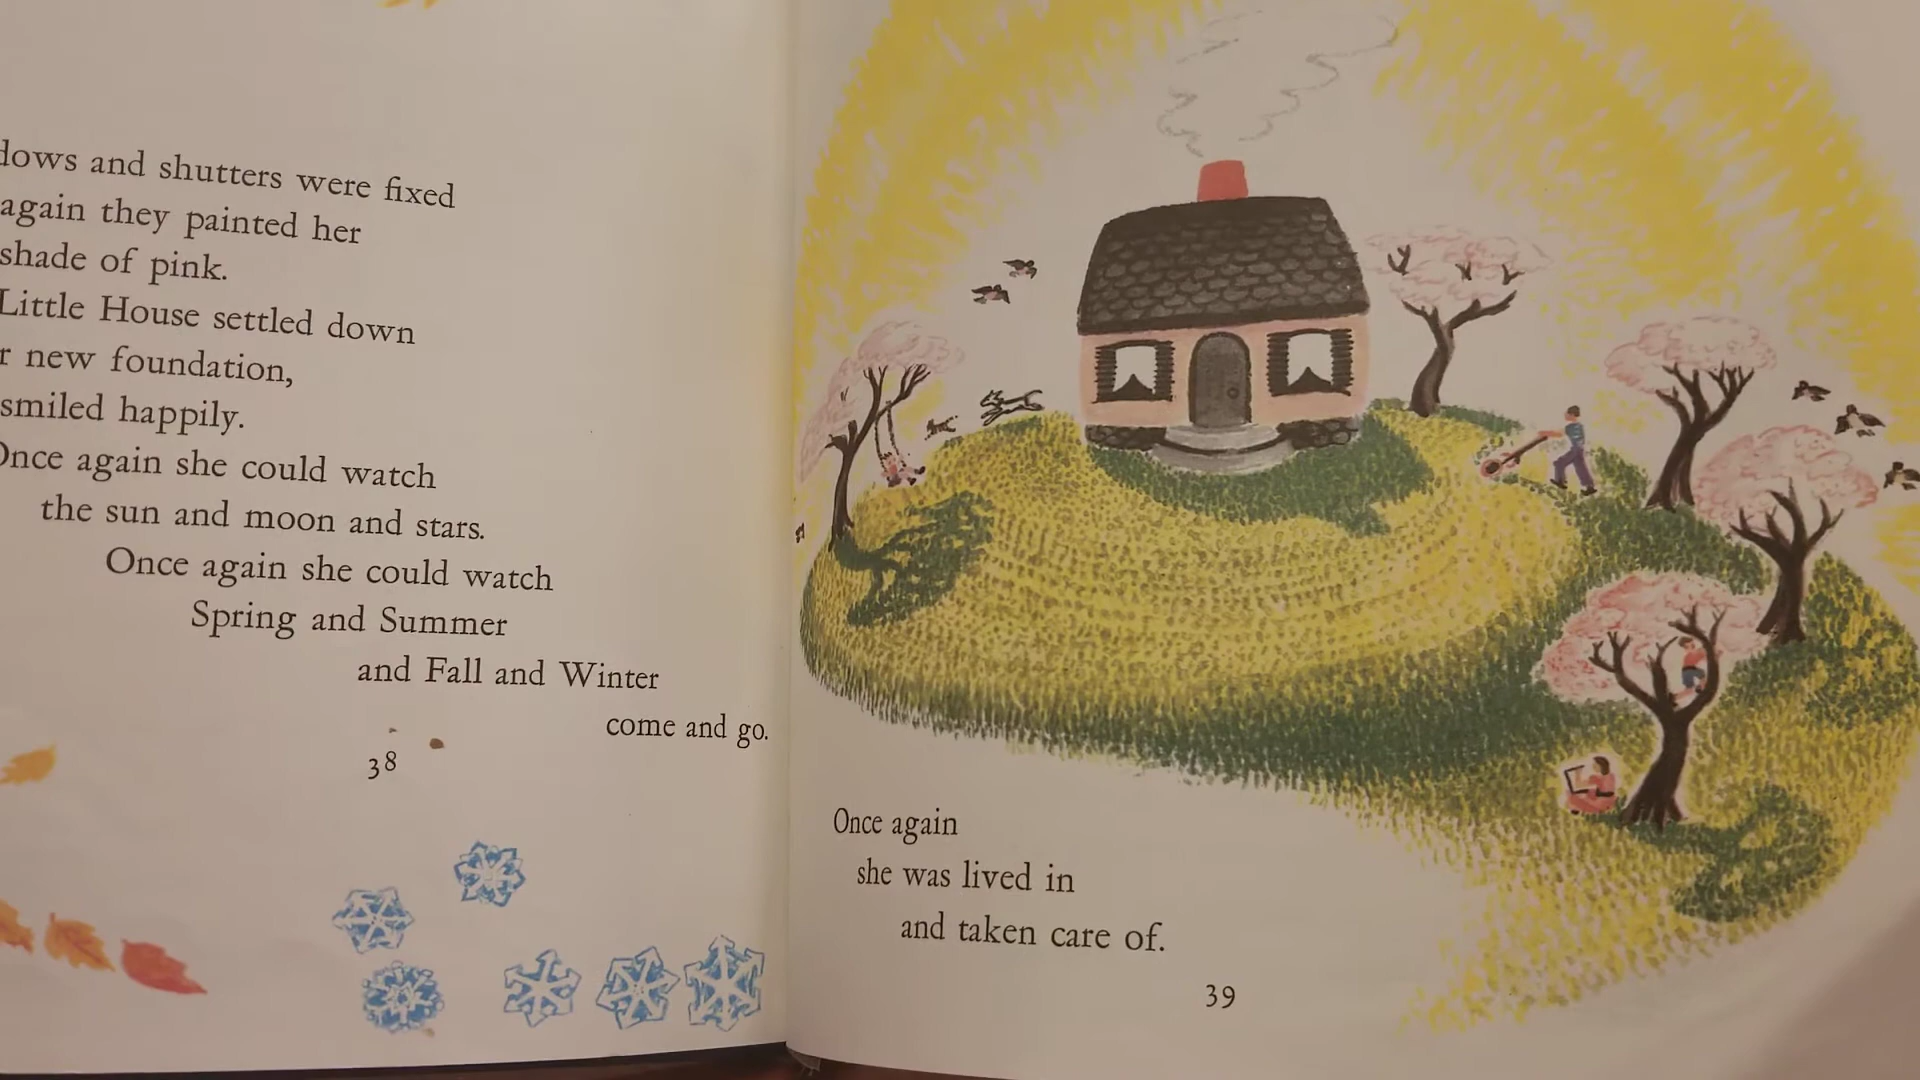 and shutters were fixed
again they painted her
shade of pink.
Little House settled down
new foundation,
smiled happily.
Once again she could watch
the sun and moon and stars.
Once again she could watch
Spring and Summer
and Fall and Winter
come and go.
38
Once again
she was lived in
and taken care of.
39